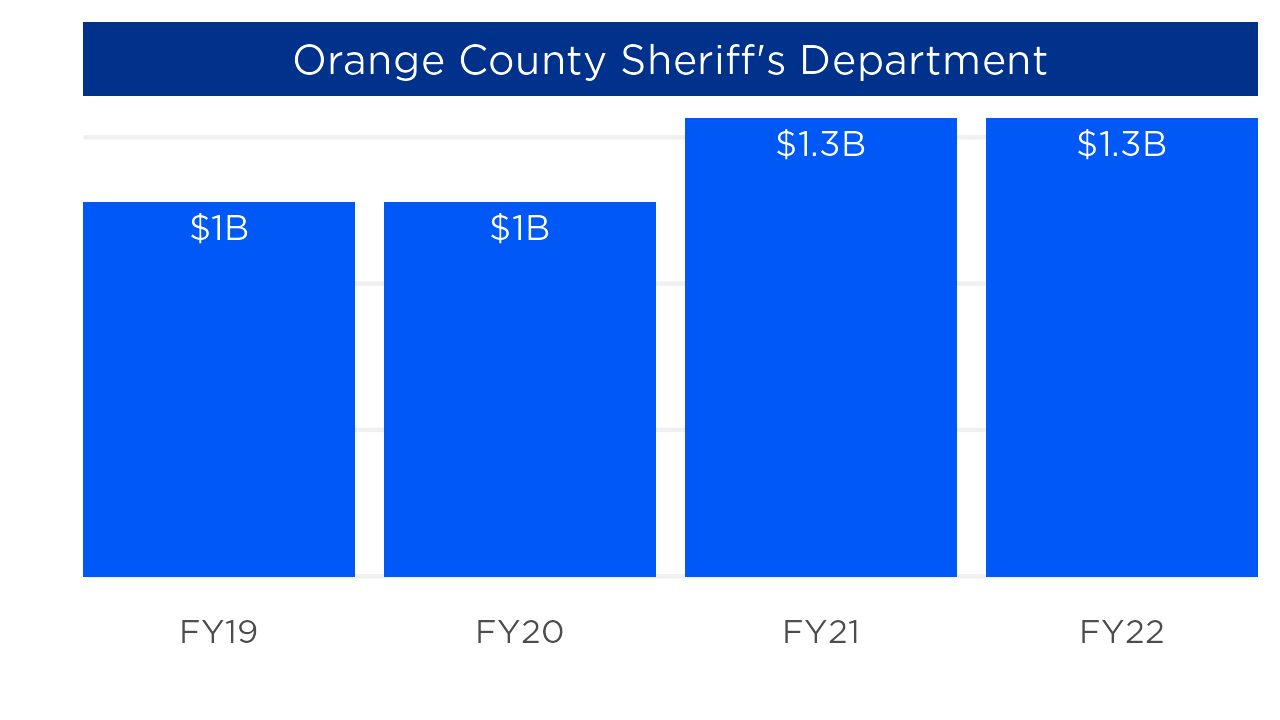 Orange County Sheriff's Department
$1B
$1B
$1.3B
$1.3B
FY19
FY20
FY21
FY22